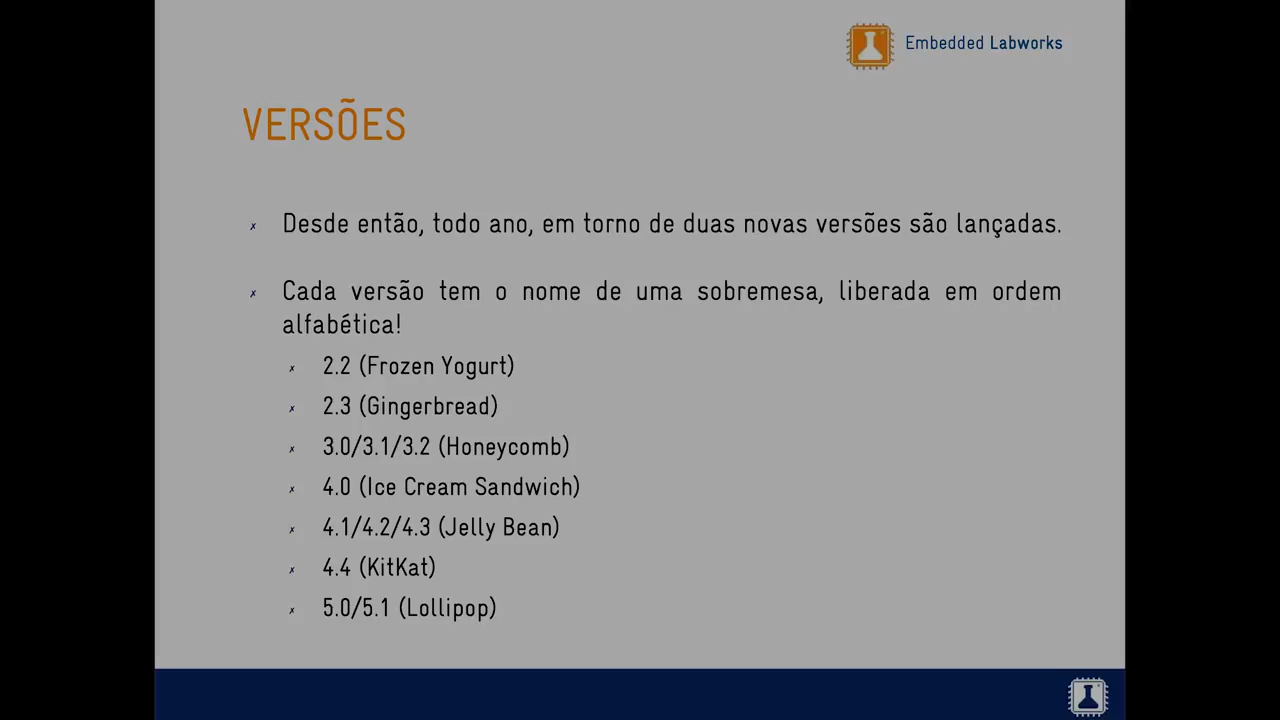 Embedded Labworks
VERSÕES
Desde então, todo ano, em torno de duas novas versões são lançadas.
Cada versão tem o nome de uma sobremesa, liberada em ordem
alfabética!
2.2 (Frozen Yogurt)
2.3 (Gingerbread)
3.0/3.1/3.2 (Honeycomb)
4.0 (Ice Cream Sandwich)
4.1/4.2/4.3 (Jelly Bean)
4.4 (KitKat)
5.0/5.1 (Lollipop)